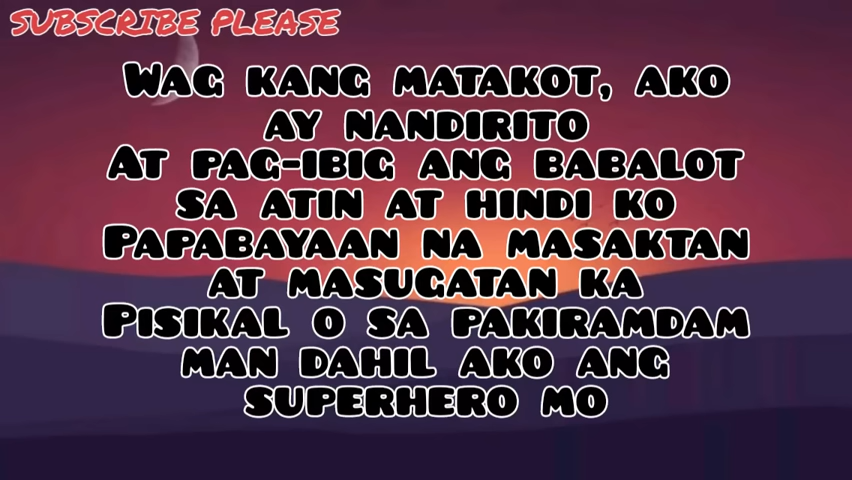 SUBSCRIBE PLEASE
WAG KANG MATAKOT, AKO
AY NANDIRITO
AT PAG-IBIG ANG BABALOT
SA ATIN AT HINDI KO
PAPABAYAAN NA MASAKTAN
AT MASUGATAN KA
PISIKAL O SA PAKIRAMDAM
MAN DAHIL AKO ANG
SUPERHERO MO